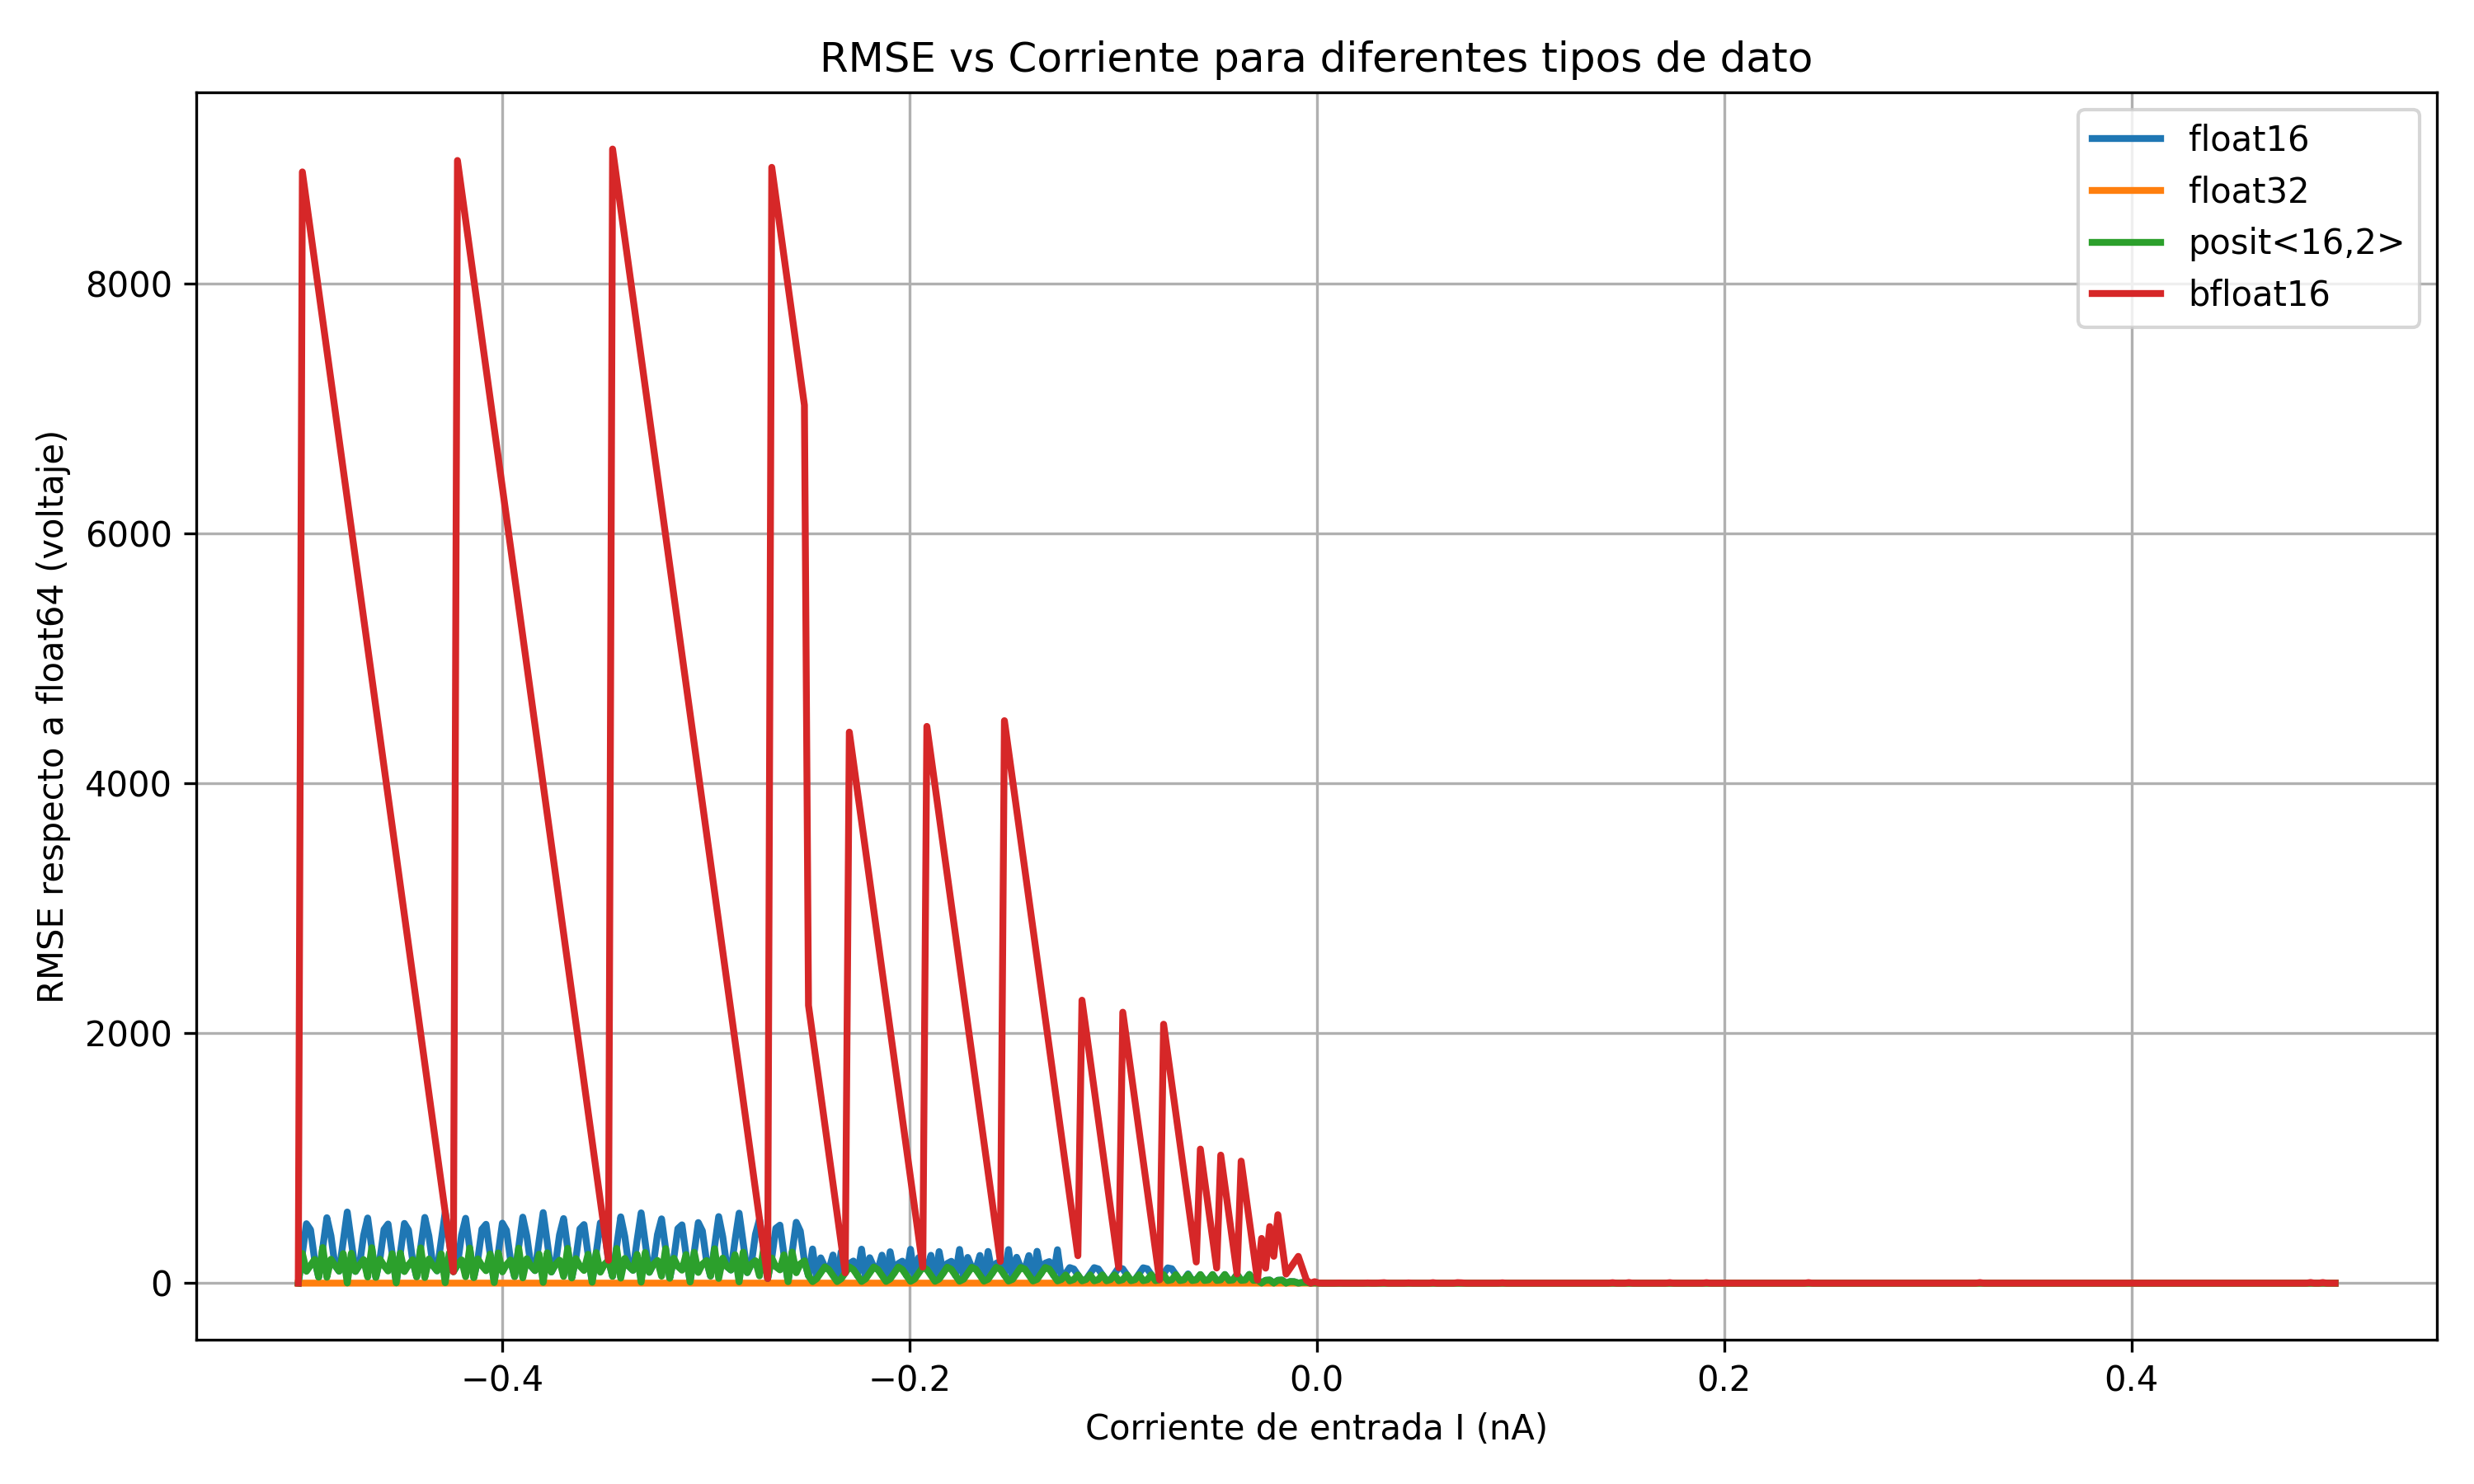 RMSE vs Corriente para diferentes tipos de dato
float16
float32
posit<16,2>
bfloat16
RMSE respecto a float64 (voltaje)
8000
6000
4000
2000
0
−0.4
−0.2
0.0
0.2
0.4
Corriente de entrada I (nA)